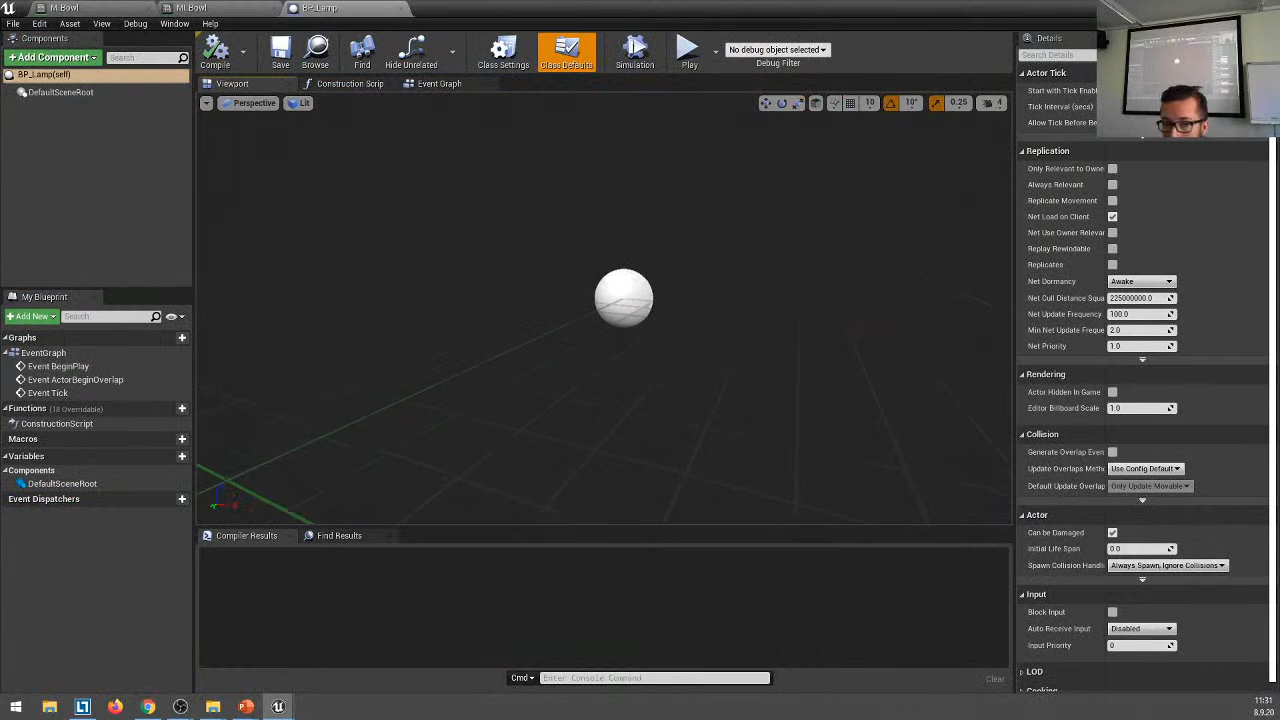 M.Bowl
MI.Bowl
BP_Lamp
File Edit Asset View Debug Window Help
Components
Details
+ Add Component
Search
Compile
Save
Browse
Find
Hide Unrelated
Class Settings
Class Defaults
Simulation
Play
No debug object selected
Debug Filter
Search Details
BP_Lamp(self)
DefaultSceneRoot
Viewport
Construction Script
Event Graph
Perspective
Lit
10
10°
0.25
4
Actor Tick
Start with Tick Enabl
Tick Interval (secs)
Allow Tick Before Be
Replication
Only Relevant to Owne
Always Relevant
Replicate Movement
Net Load on Client
Net Use Owner Releva
Replay Rewindable
Replicates
Net Dormancy Awake
Net Cull Distance Squa 225000000.0
Net Update Frequency 100.0
Min Net Update Freque 2.0
Net Priority 1.0
Rendering
Actor Hidden In Game
Editor Billboard Scale 1.0
Collision
Generate Overlap Even
Update Overlaps Metho Use Config Default
Default Update Overlap Only Update Movable
Actor
Can be Damaged
Initial Life Span 0.0
Spawn Collision Handli Always Spawn, Ignore Collisions
Input
Block Input
Auto Receive Input Disabled
Input Priority 0
LOD
Cooking
My Blueprint
+ Add New
Search
Graphs
EventGraph
Event BeginPlay
Event ActorBeginOverlap
Event Tick
Functions (18 Overridable)
ConstructionScript
Macros
Variables
Components
DefaultSceneRoot
Event Dispatchers
Compiler Results
Find Results
Cmd
Enter Console Command
Clear
11:31
8.9.20